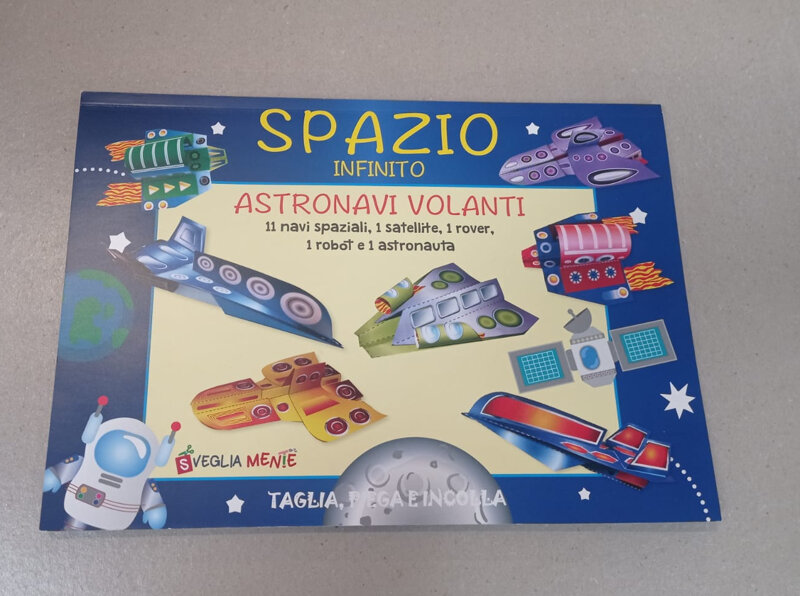 SPAZIO
INFINITO
ASTRONAVI VOLANTI
11 navi spaziali, 1 satellite, 1 rover,
1 robot e 1 astronauta
SVEGLIA MENTE
TAGLIA, PIEGA E INCOLLA